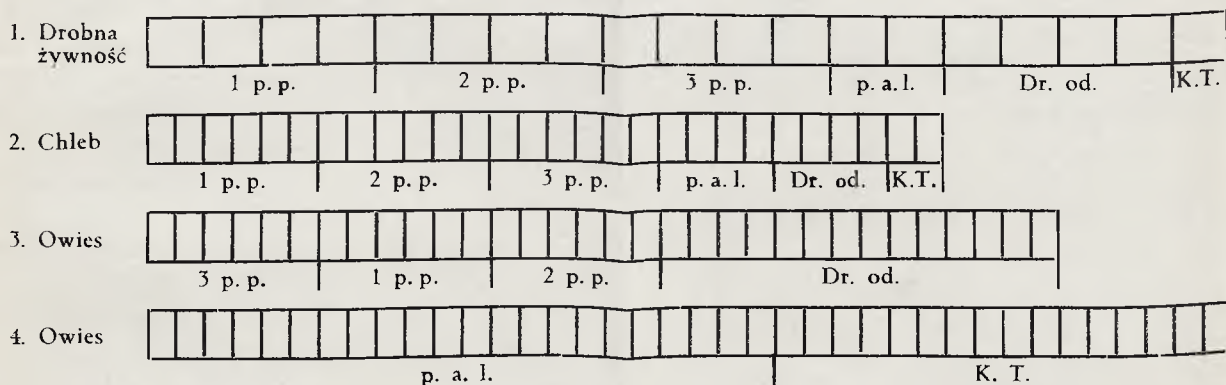 1. Drobna
żywność
1 p. p. 2 p. p. 3 p. p. p. a. l. Dr. od. K.T.
2. Chleb
1 p. p. 2 p. p. 3 p. p. p. a. l. Dr. od. K.T.
3. Owies
3 p. p. 1 p. p. 2 p. p. Dr. od.
4. Owies
p. a. l. K. T.